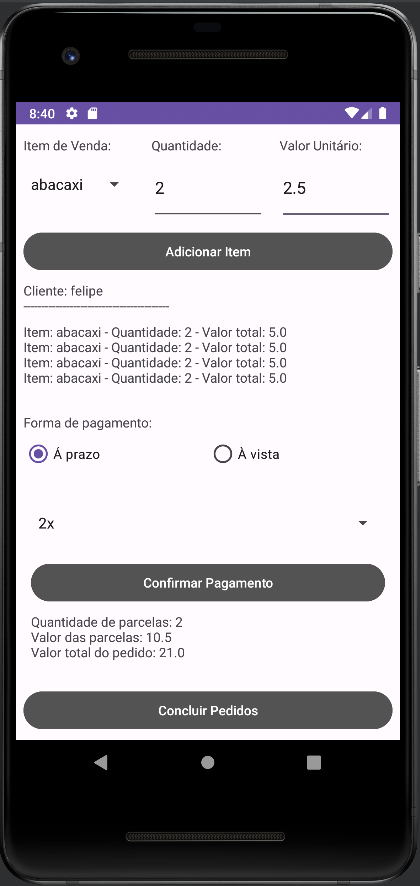 8:40
Item de Venda: Quantidade: Valor Unitário:
abacaxi 2 2.5
Adicionar Item
Cliente: felipe
----------------------------------------
Item: abacaxi - Quantidade: 2 - Valor total: 5.0
Item: abacaxi - Quantidade: 2 - Valor total: 5.0
Item: abacaxi - Quantidade: 2 - Valor total: 5.0
Item: abacaxi - Quantidade: 2 - Valor total: 5.0
Forma de pagamento:
Á prazo À vista
2x
Confirmar Pagamento
Quantidade de parcelas: 2
Valor das parcelas: 10.5
Valor total do pedido: 21.0
Concluir Pedidos